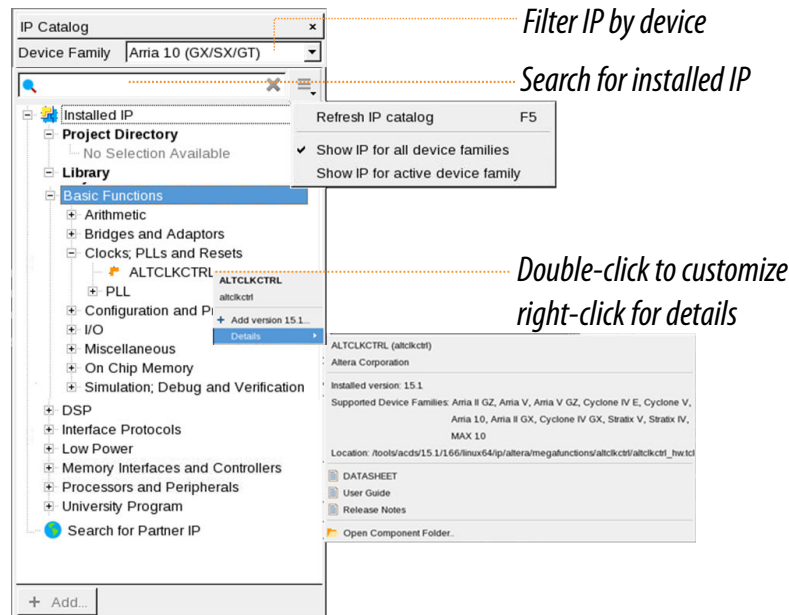 IP Catalog ×
Filter IP by device
Device Family Arria 10 (GX/SX/GT)
Search for installed IP
Installed IP
Project Directory
No Selection Available
Library
Basic Functions
Arithmetic
Bridges and Adaptors
Clocks; PLLs and Resets
ALTCLKCTRL
PLL
Configuration and P
I/O
Miscellaneous
On Chip Memory
Simulation; Debug and Verification
DSP
Interface Protocols
Low Power
Memory Interfaces and Controllers
Processors and Peripherals
University Program
Search for Partner IP
+ Add...
Refresh IP catalog F5
✓ Show IP for all device families
Show IP for active device family
Double-click to customize
right-click for details
ALTCLKCTRL
altclkctrl
+ Add version 15.1...
Details
ALTCLKCTRL (altclkctrl)
Altera Corporation
Installed version: 15.1
Supported Device Families: Arria II GZ, Arria V, Arria V GZ, Cyclone IV E, Cyclone V,
Arria 10, Arria II GX, Cyclone IV GX, Stratix V, Stratix IV,
MAX 10
Location: /tools/acds/15.1/166/linux64/ip/altera/megafunctions/altclkctrl/altclkctrl_hw.tcl
DATASHEET
User Guide
Release Notes
Open Component Folder..